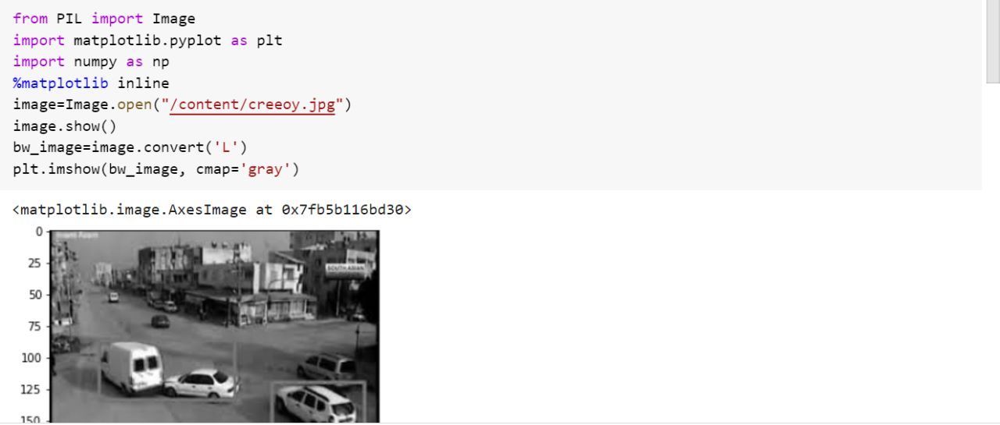 from PIL import Image
import matplotlib.pyplot as plt
import numpy as np
%matplotlib inline
image=Image.open("/content/creeoy.jpg")
image.show()
bw_image=image.convert('L')
plt.imshow(bw_image, cmap='gray')
<matplotlib.image.AxesImage at 0x7fb5b116bd30>
0
25
50
75
100
125
150
SOUTH ASIAN